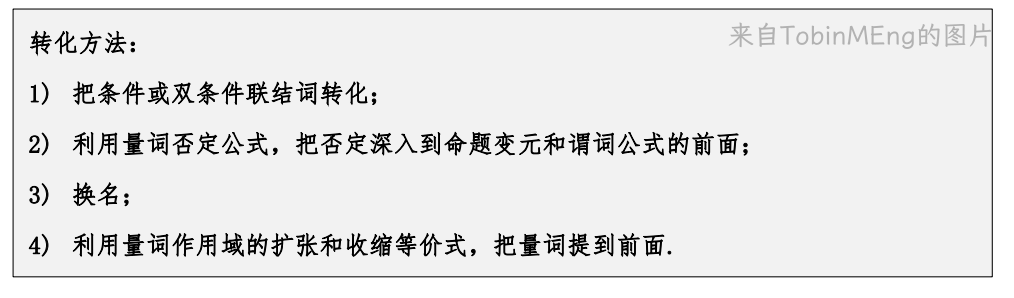 来自TobinMEng的图片
转化方法：
1) 把条件或双条件联结词转化；
2) 利用量词否定公式，把否定深入到命题变元和谓词公式的前面；
3) 换名；
4) 利用量词作用域的扩张和收缩等价式，把量词提到前面.